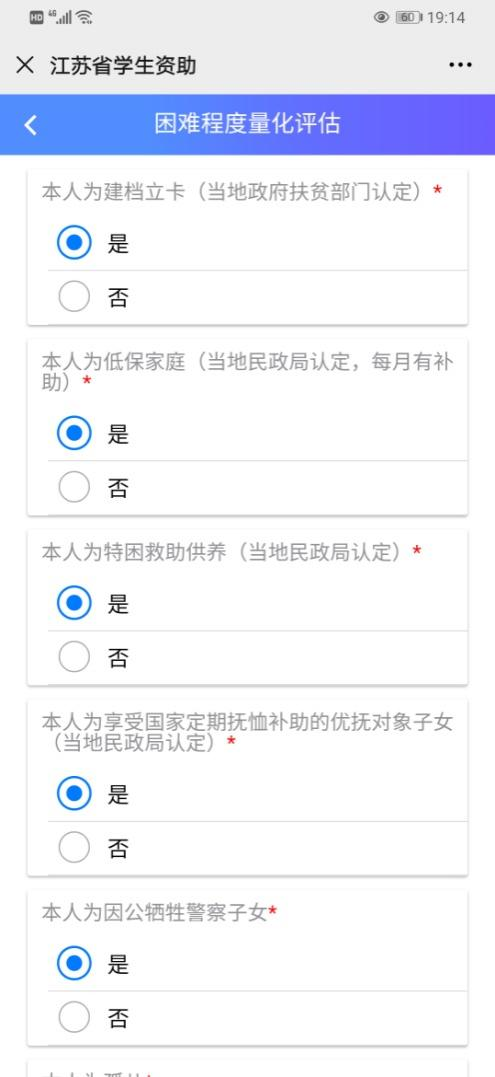 HD 4G 60 19:14
江苏省学生资助
困难程度量化评估
本人为建档立卡（当地政府扶贫部门认定）*
是
否
本人为低保家庭（当地民政局认定，每月有补
助）*
是
否
本人为特困救助供养（当地民政局认定）*
是
否
本人为享受国家定期抚恤补助的优抚对象子女
（当地民政局认定）*
是
否
本人为因公牺牲警察子女*
是
否